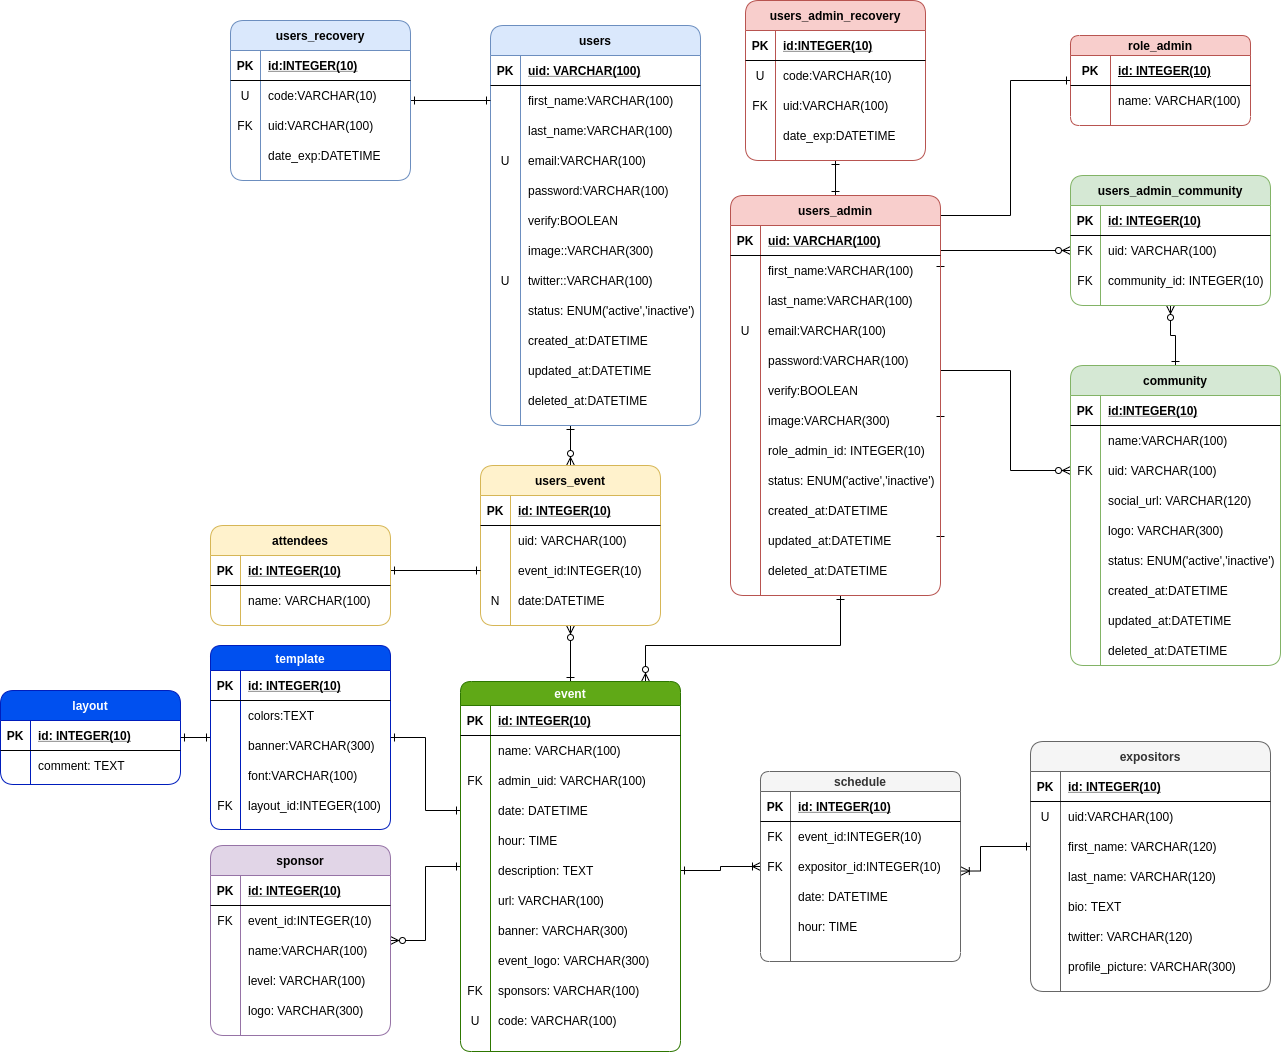 users_recovery
PK id:INTEGER(10)
U code:VARCHAR(10)
FK uid:VARCHAR(100)
date_exp:DATETIME
users
PK uid: VARCHAR(100)
first_name:VARCHAR(100)
last_name:VARCHAR(100)
U email:VARCHAR(100)
password:VARCHAR(100)
verify:BOOLEAN
image::VARCHAR(300)
U twitter::VARCHAR(100)
status: ENUM('active','inactive')
created_at:DATETIME
updated_at:DATETIME
deleted_at:DATETIME
users_admin_recovery
PK id:INTEGER(10)
U code:VARCHAR(10)
FK uid:VARCHAR(100)
date_exp:DATETIME
role_admin
PK id: INTEGER(10)
name: VARCHAR(100)
users_admin
PK uid: VARCHAR(100)
first_name:VARCHAR(100)
last_name:VARCHAR(100)
U email:VARCHAR(100)
password:VARCHAR(100)
verify:BOOLEAN
image:VARCHAR(300)
role_admin_id: INTEGER(10)
status: ENUM('active','inactive')
created_at:DATETIME
updated_at:DATETIME
deleted_at:DATETIME
users_admin_community
PK id: INTEGER(10)
FK uid: VARCHAR(100)
FK community_id: INTEGER(10)
community
PK id:INTEGER(10)
name:VARCHAR(100)
FK uid: VARCHAR(100)
social_url: VARCHAR(120)
logo: VARCHAR(300)
status: ENUM('active','inactive')
created_at:DATETIME
updated_at:DATETIME
deleted_at:DATETIME
users_event
PK id: INTEGER(10)
uid: VARCHAR(100)
event_id:INTEGER(10)
N date:DATETIME
attendees
PK id: INTEGER(10)
name: VARCHAR(100)
template
PK id: INTEGER(10)
colors:TEXT
banner:VARCHAR(300)
font:VARCHAR(100)
FK layout_id:INTEGER(100)
layout
PK id: INTEGER(10)
comment: TEXT
event
PK id: INTEGER(10)
name: VARCHAR(100)
FK admin_uid: VARCHAR(100)
date: DATETIME
hour: TIME
description: TEXT
url: VARCHAR(100)
banner: VARCHAR(300)
event_logo: VARCHAR(300)
FK sponsors: VARCHAR(100)
U code: VARCHAR(100)
sponsor
PK id: INTEGER(10)
FK event_id:INTEGER(10)
name:VARCHAR(100)
level: VARCHAR(100)
logo: VARCHAR(300)
schedule
PK id: INTEGER(10)
FK event_id:INTEGER(10)
FK expositor_id:INTEGER(10)
date: DATETIME
hour: TIME
expositors
PK id: INTEGER(10)
U uid:VARCHAR(100)
first_name: VARCHAR(120)
last_name: VARCHAR(120)
bio: TEXT
twitter: VARCHAR(120)
profile_picture: VARCHAR(300)